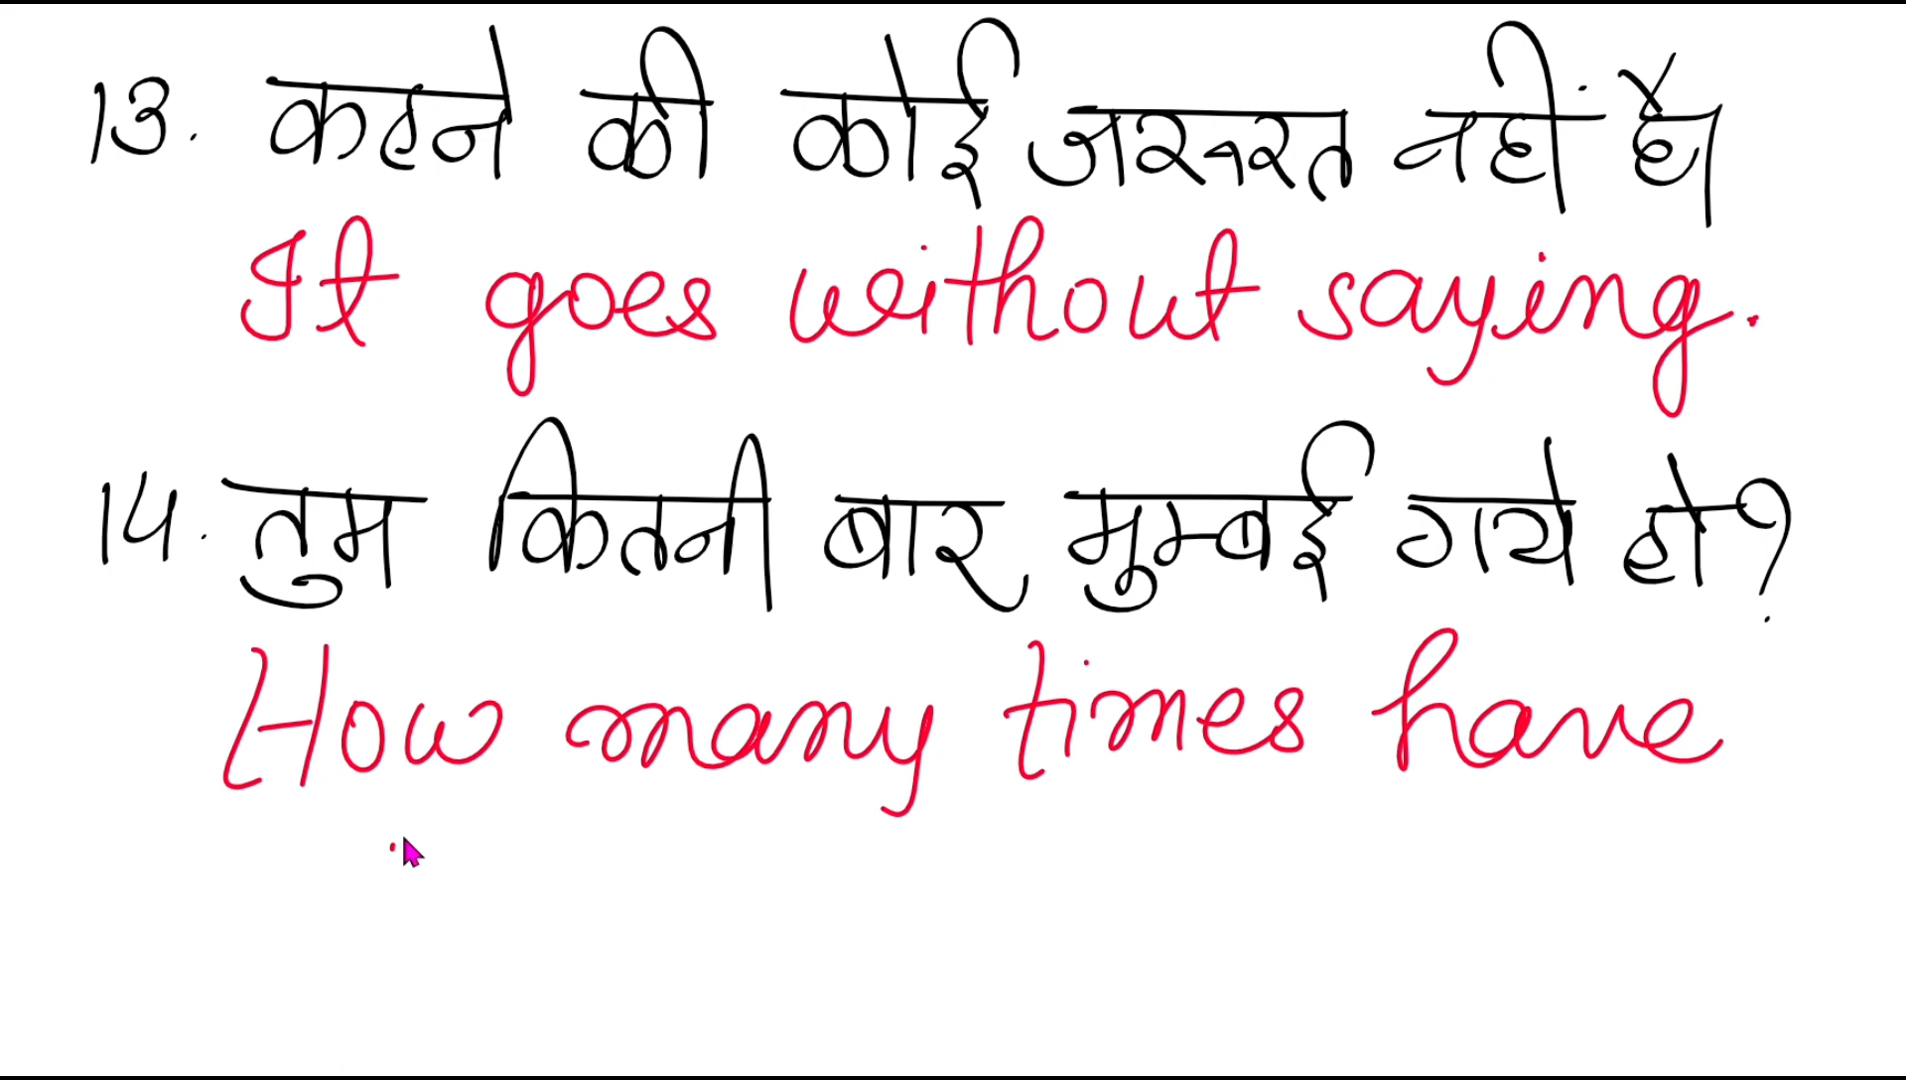 13. कहने की कोई जरूरत नहीं है।
It goes without saying.
14. तुम कितनी बार मुम्बई गये हो?
How many times have